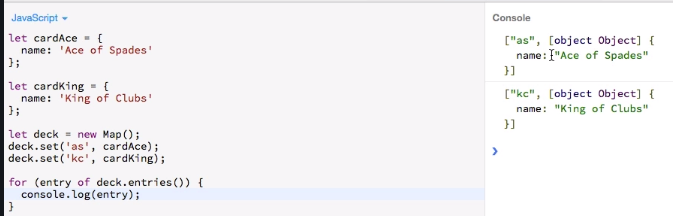 JavaScript
let cardAce = {
name: 'Ace of Spades'
};
let cardKing = {
name: 'King of Clubs'
};
let deck = new Map();
deck.set('as', cardAce);
deck.set('kc', cardKing);
for (entry of deck.entries()) {
console.log(entry);
}
Console
["as", [object Object] {
name: "Ace of Spades"
}]
["kc", [object Object] {
name: "King of Clubs"
}]